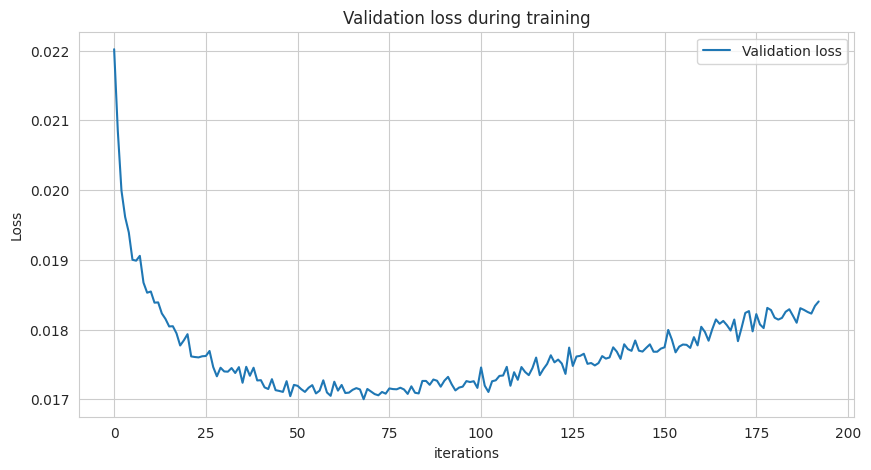 Validation loss during training
Validation loss
0.022
0.021
0.020
0.019
0.018
0.017
Loss
0 25 50 75 100 125 150 175 200
iterations